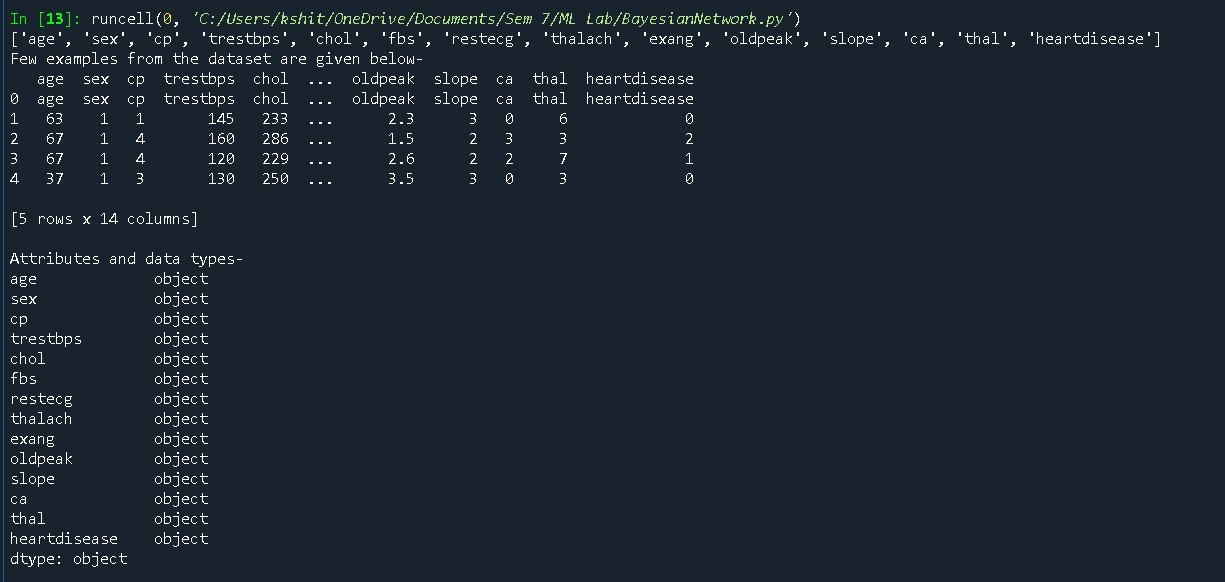 In [13]: runcell(0, 'C:/Users/kshit/OneDrive/Documents/Sem 7/ML Lab/BayesianNetwork.py')
['age', 'sex', 'cp', 'trestbps', 'chol', 'fbs', 'restecg', 'thalach', 'exang', 'oldpeak', 'slope', 'ca', 'thal', 'heartdisease']
Few examples from the dataset are given below-
   age  sex  cp  trestbps  chol  ...  oldpeak  slope  ca  thal  heartdisease
0  age  sex  cp  trestbps  chol  ...  oldpeak  slope  ca  thal  heartdisease
1   63    1   1       145   233  ...      2.3      3   0     6             0
2   67    1   4       160   286  ...      1.5      2   3     3             2
3   67    1   4       120   229  ...      2.6      2   2     7             1
4   37    1   3       130   250  ...      3.5      3   0     3             0
[5 rows x 14 columns]
Attributes and data types-
age             object
sex             object
cp              object
trestbps        object
chol            object
fbs             object
restecg         object
thalach         object
exang           object
oldpeak         object
slope           object
ca              object
thal            object
heartdisease    object
dtype: object